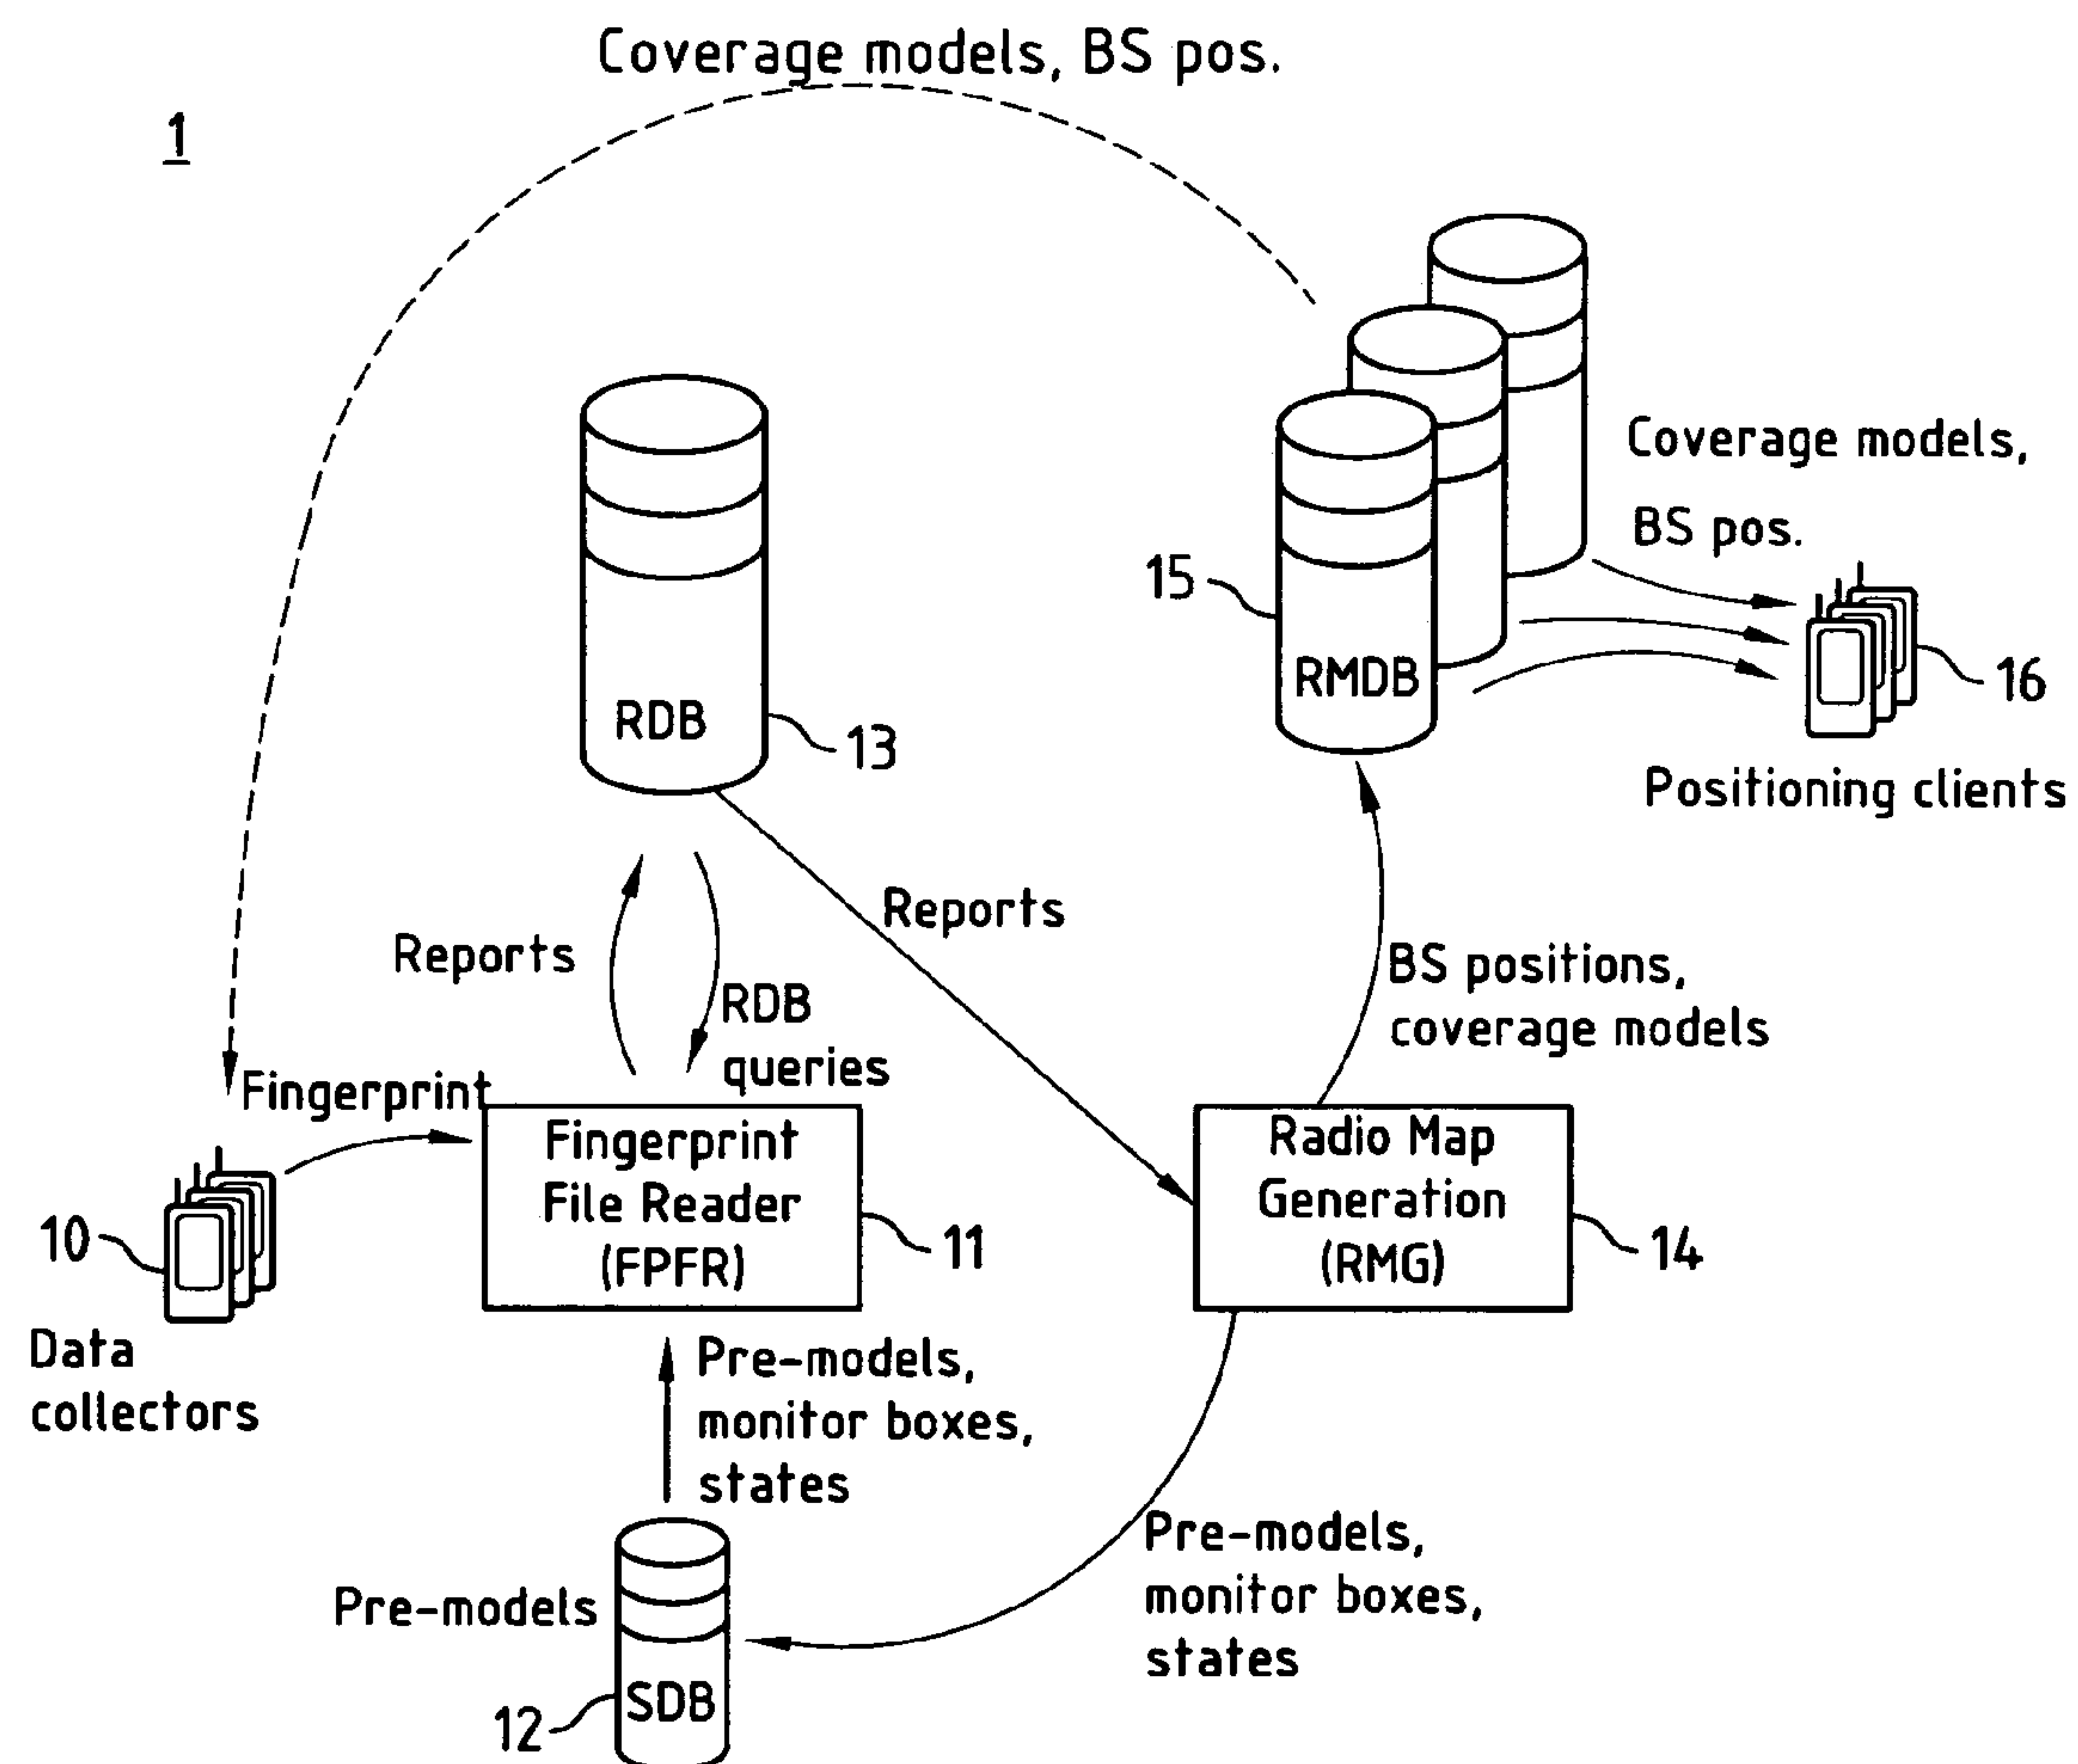 Coverage models, BS pos.
1
Coverage models,
BS pos.
15
RMDB
16
RDB
13
Positioning clients
Reports
Reports
RDB
queries
BS positions,
coverage models
Fingerprint
Fingerprint
File Reader
(FPFR)
11
Radio Map
Generation
(RMG)
14
10
Data
collectors
Pre-models,
monitor boxes,
states
Pre-models,
monitor boxes,
states
Pre-models
SDB
12